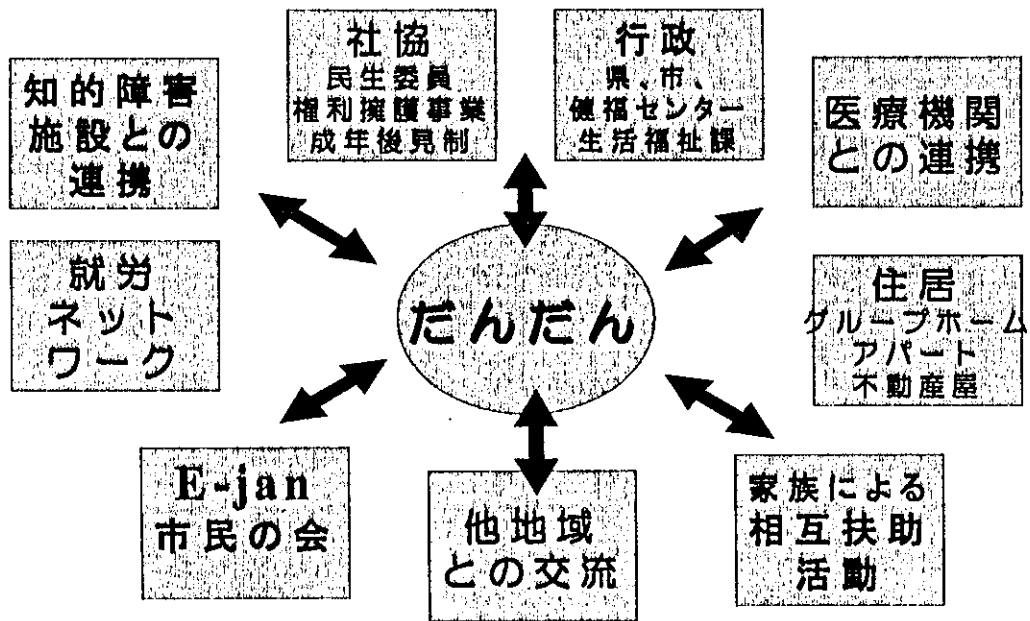 社協
民生委員
権利擁護事業
成年後見制
行政
県、市、
健福センター
生活福祉課
知的障害
施設との
連携
医療機関
との連携
就労
ネット
ワーク
だんだん
住居
グループホーム
アパート
不動産屋
E-jan
市民の会
他地域
との交流
家族による
相互扶助
活動